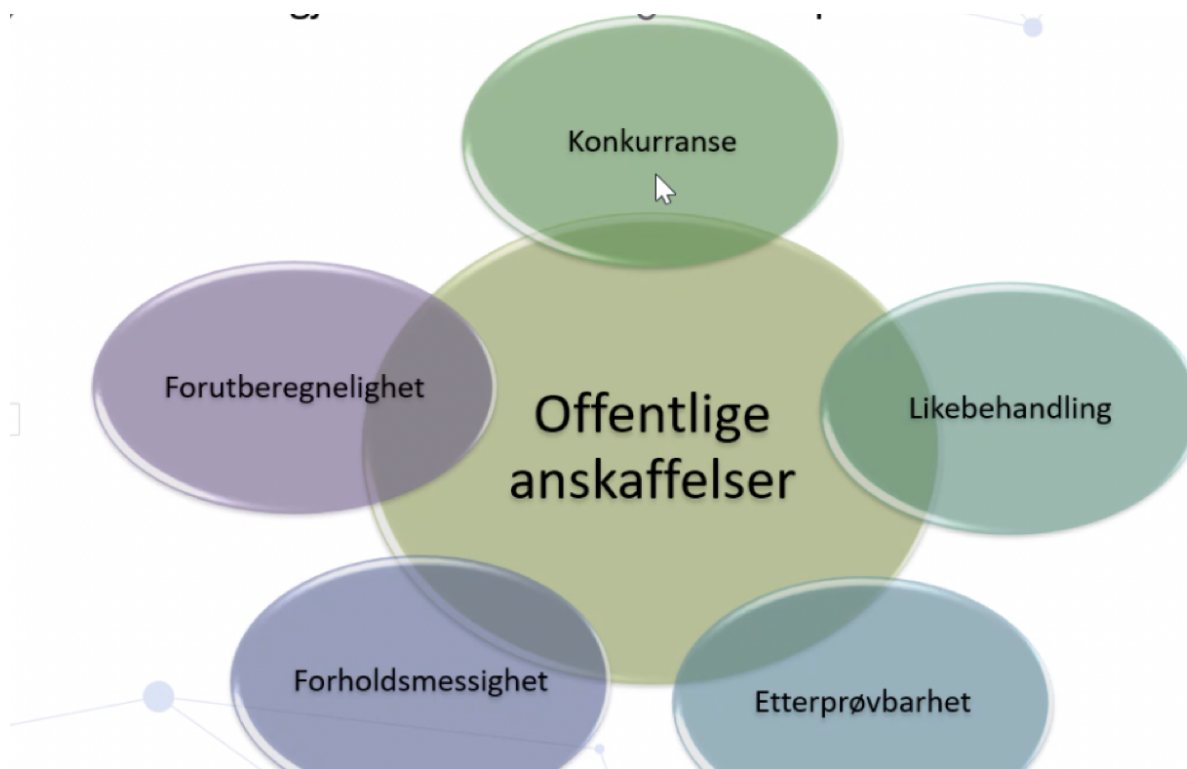 Konkurranse
Forutberegnelighet
Likebehandling
Offentlige
anskaffelser
Forholdsmessighet
Etterprøvbarhet